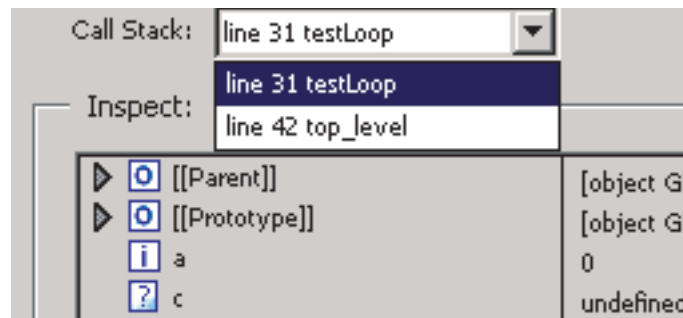 Call Stack: line 31 testLoop
line 31 testLoop
line 42 top_level
Inspect:
O [[Parent]] [object G
O [[Prototype]] [object G
i a 0
? c undefined